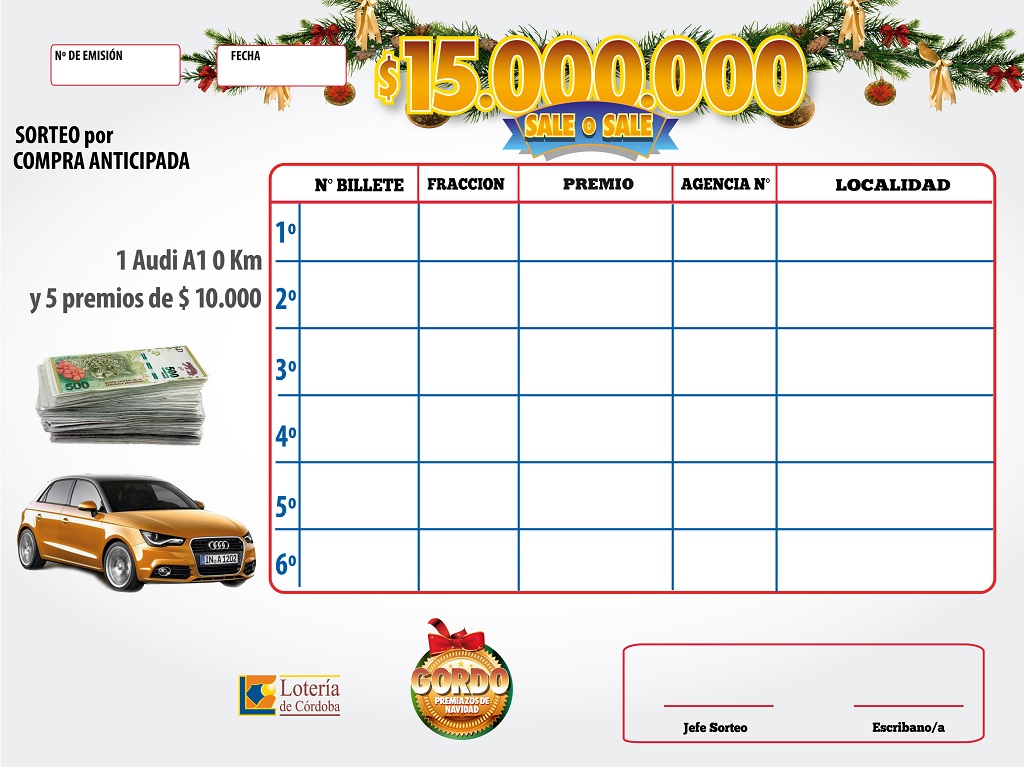 Nº DE EMISIÓN
FECHA
$15.000.000
SALE O SALE
SORTEO por
COMPRA ANTICIPADA
N° BILLETE FRACCION PREMIO AGENCIA N° LOCALIDAD
1º
2º
3º
4º
5º
6º
1 Audi A1 0 Km
y 5 premios de $ 10.000
500
500
IN A 1202
Lotería
de Córdoba
GORDO
PREMIAZOS DE
NAVIDAD
Jefe Sorteo
Escribano/a